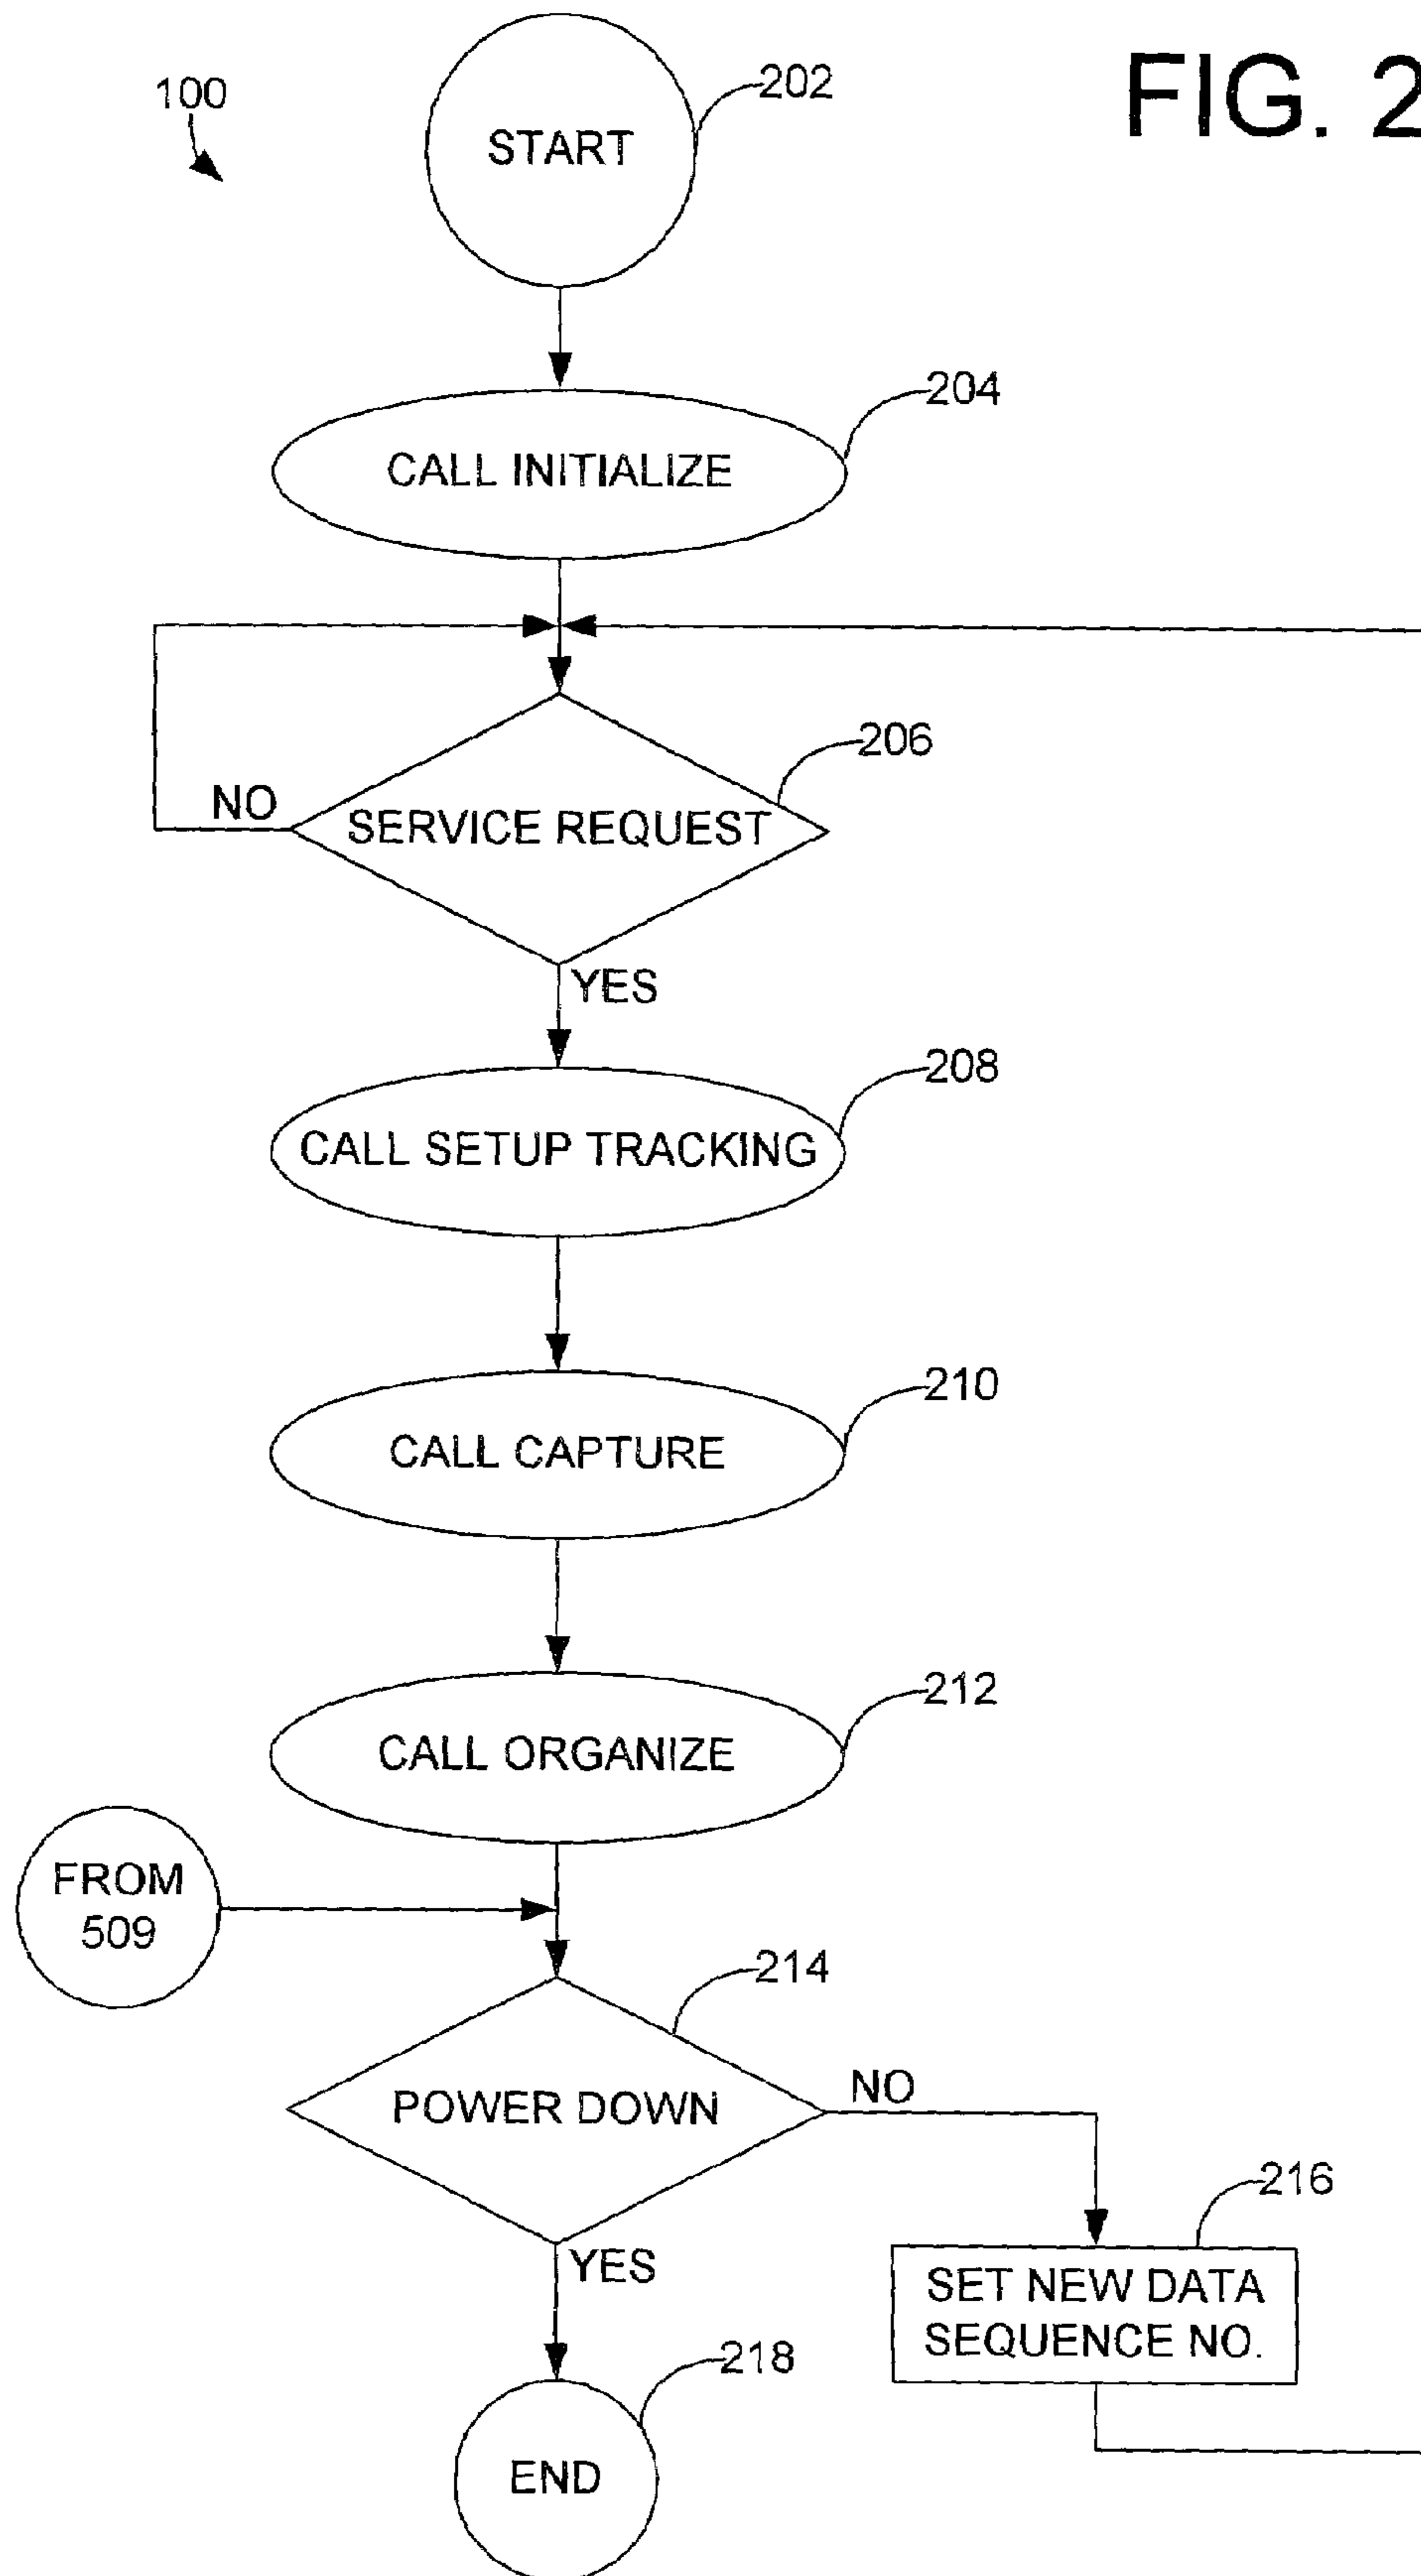 FIG. 2
100
202
START
204
CALL INITIALIZE
206
NO
SERVICE REQUEST
YES
208
CALL SETUP TRACKING
210
CALL CAPTURE
212
CALL ORGANIZE
FROM
509
214
NO
POWER DOWN
216
YES
SET NEW DATA
SEQUENCE NO.
218
END